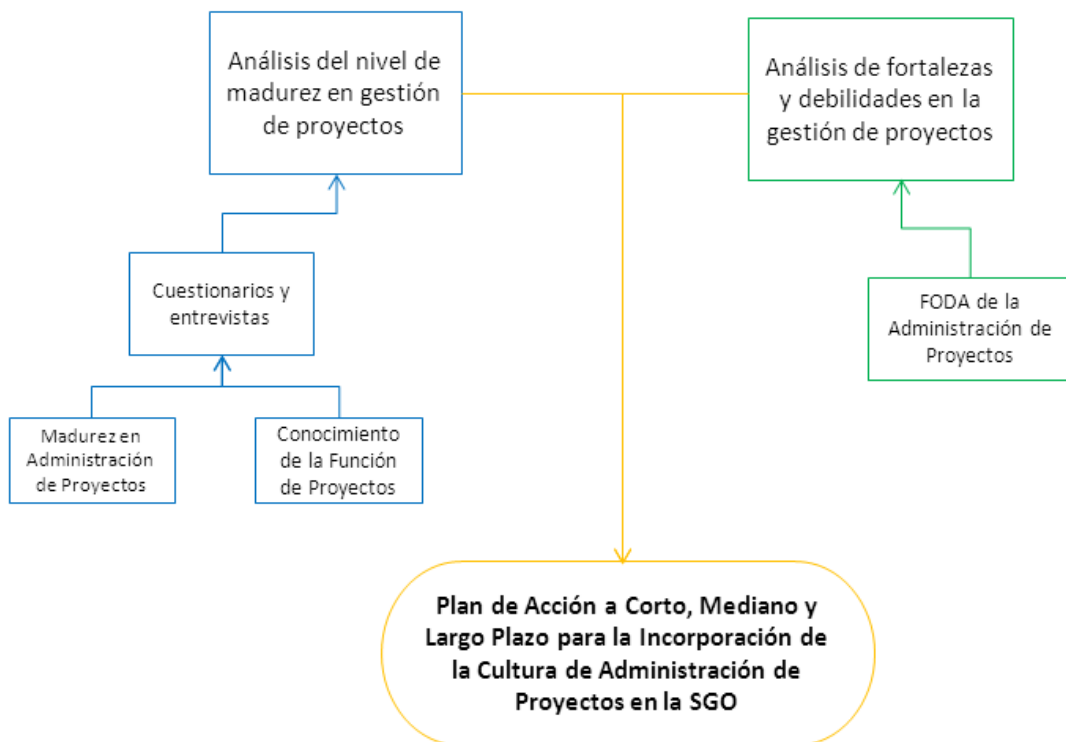 Análisis del nivel de
madurez en gestión
de proyectos
Análisis de fortalezas
y debilidades en la
gestión de proyectos
Cuestionarios y
entrevistas
FODA de la
Administración de
Proyectos
Madurez en
Administración
de Proyectos
Conocimiento
de la Función
de Proyectos
Plan de Acción a Corto, Mediano y
Largo Plazo para la Incorporación de
la Cultura de Administración de
Proyectos en la SGO